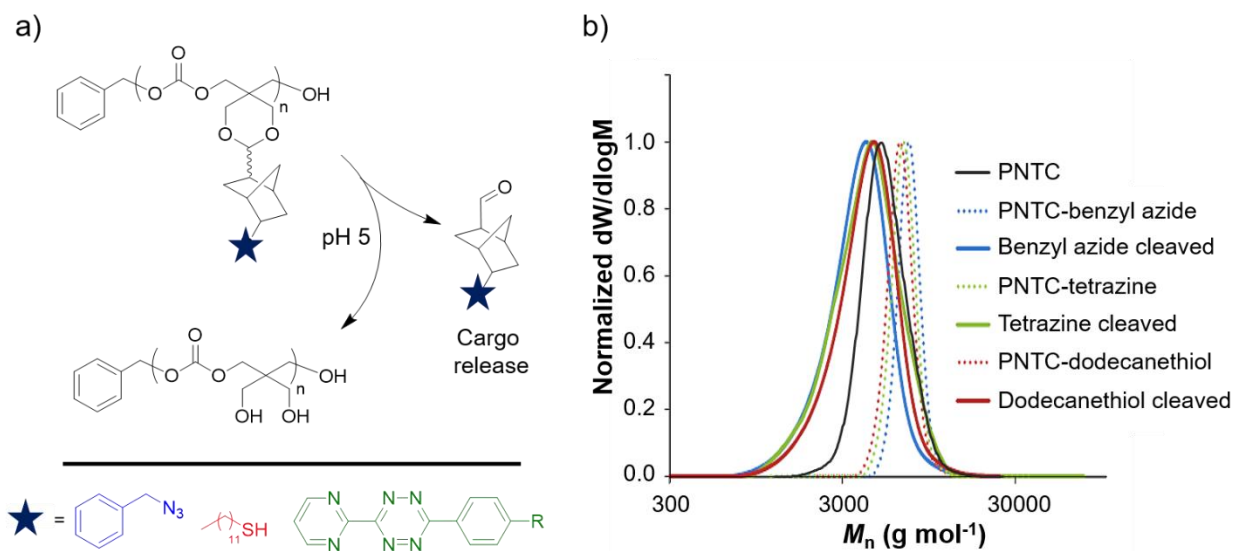 a)
O
O
O
OH
n
O
O
pH 5
O
Cargo
release
O
O
O
OH
n
OH
OH
=
N₃
( )SH
11
N
N
N
N
N
N
R
b)
Normalized dW/dlogM
1.0
0.8
0.6
0.4
0.2
0.0
300
3000
30000
Mₙ (g mol⁻¹)
PNTC
PNTC-benzyl azide
Benzyl azide cleaved
PNTC-tetrazine
Tetrazine cleaved
PNTC-dodecanethiol
Dodecanethiol cleaved